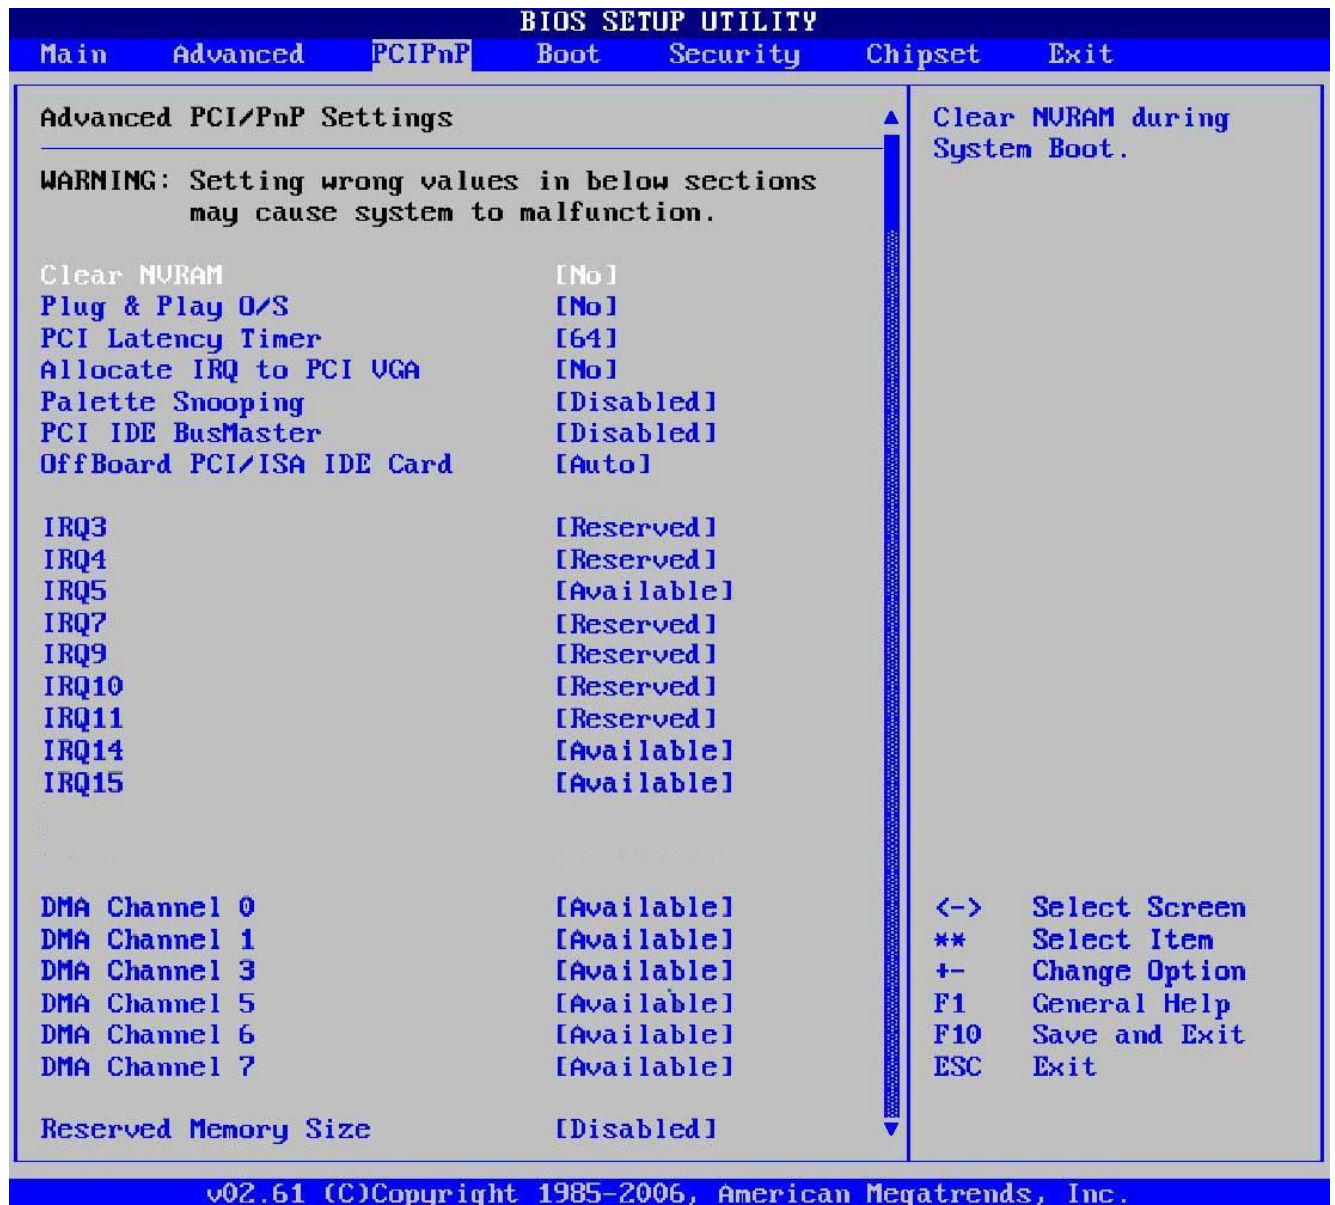 BIOS SETUP UTILITY
Main Advanced PCIPnP Boot Security Chipset Exit
Advanced PCI/PnP Settings
WARNING: Setting wrong values in below sections
may cause system to malfunction.
Clear NVRAM [No]
Plug & Play O/S [No]
PCI Latency Timer [64]
Allocate IRQ to PCI VGA [No]
Palette Snooping [Disabled]
PCI IDE BusMaster [Disabled]
OffBoard PCI/ISA IDE Card [Auto]
IRQ3 [Reserved]
IRQ4 [Reserved]
IRQ5 [Available]
IRQ7 [Reserved]
IRQ9 [Reserved]
IRQ10 [Reserved]
IRQ11 [Reserved]
IRQ14 [Available]
IRQ15 [Available]
DMA Channel 0 [Available]
DMA Channel 1 [Available]
DMA Channel 3 [Available]
DMA Channel 5 [Available]
DMA Channel 6 [Available]
DMA Channel 7 [Available]
Reserved Memory Size [Disabled]
Clear NVRAM during
System Boot.
<-> Select Screen
** Select Item
+- Change Option
F1 General Help
F10 Save and Exit
ESC Exit
v02.61 (C)Copyright 1985-2006, American Megatrends, Inc.